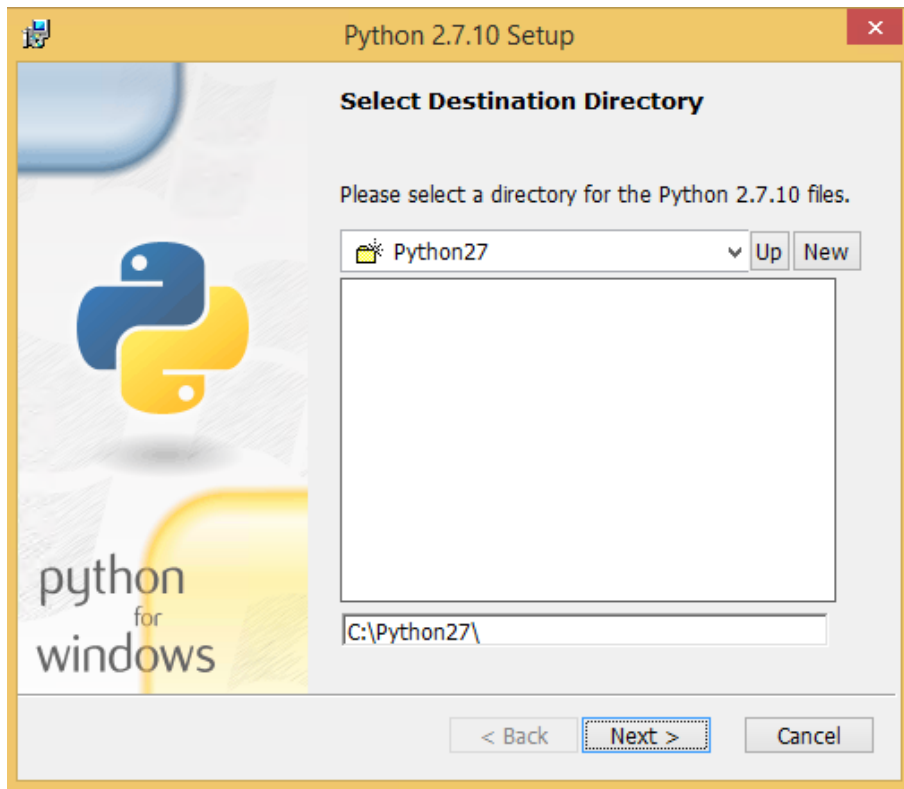 Python 2.7.10 Setup
Select Destination Directory
Please select a directory for the Python 2.7.10 files.
Python27
Up
New
C:\Python27\
python
for
windows
< Back
Next >
Cancel